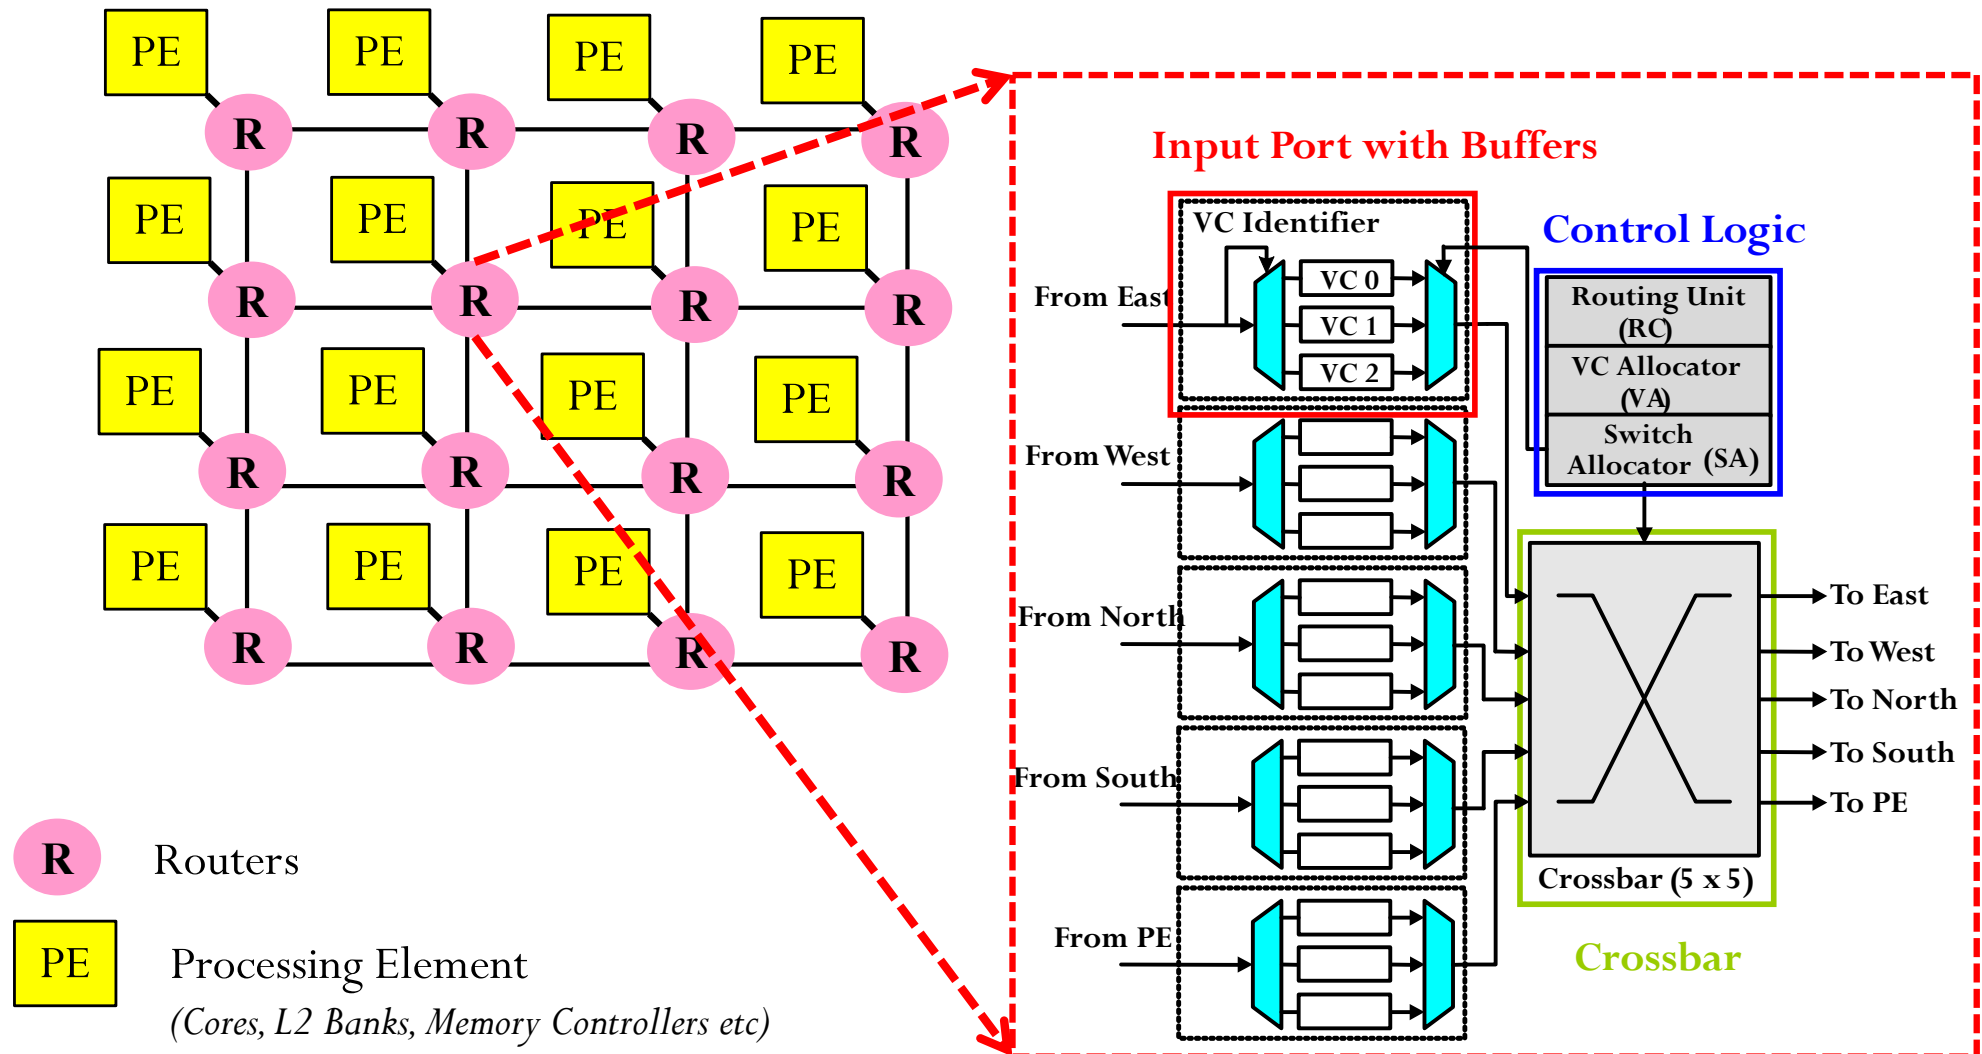 PE PE PE PE
R R R R
PE PE PE PE
R R R R
PE PE PE PE
R R R R
PE PE PE PE
R R R R
R Routers
PE Processing Element
(Cores, L2 Banks, Memory Controllers etc)
Input Port with Buffers
VC Identifier
From East
VC 0
VC 1
VC 2
From West
From North
From South
From PE
Control Logic
Routing Unit
(RC)
VC Allocator
(VA)
Switch
Allocator (SA)
To East
To West
To North
To South
To PE
Crossbar (5 x 5)
Crossbar